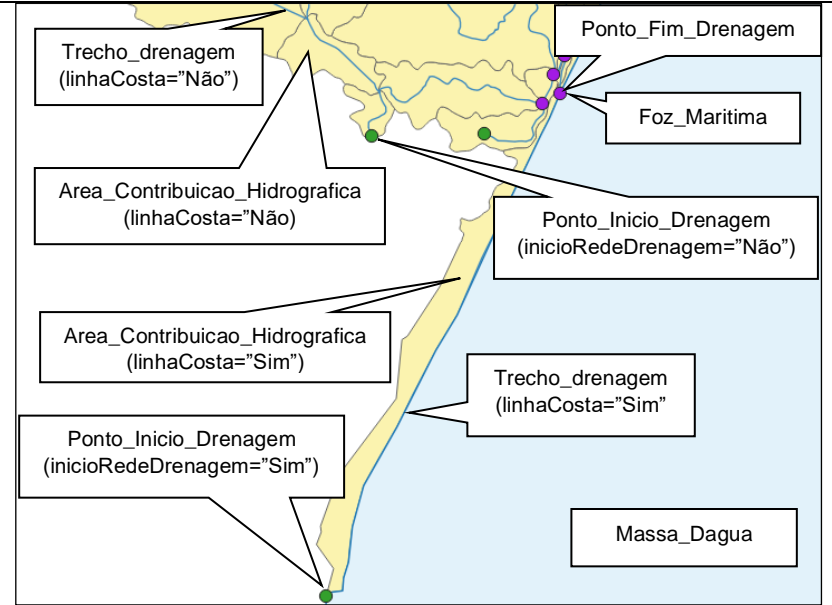 Trecho_drenagem
(linhaCosta=”Não”)
Ponto_Fim_Drenagem
Foz_Maritima
Area_Contribuicao_Hidrografica
(linhaCosta=”Não)
Ponto_Inicio_Drenagem
(inicioRedeDrenagem=”Não”)
Area_Contribuicao_Hidrografica
(linhaCosta=”Sim”)
Trecho_drenagem
(linhaCosta=”Sim“
Ponto_Inicio_Drenagem
(inicioRedeDrenagem=”Sim”)
Massa_Dagua